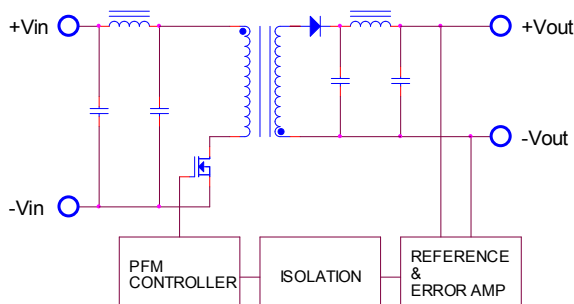 +Vin
+Vout
-Vout
-Vin
PFM
CONTROLLER
ISOLATION
REFERENCE
&
ERROR AMP